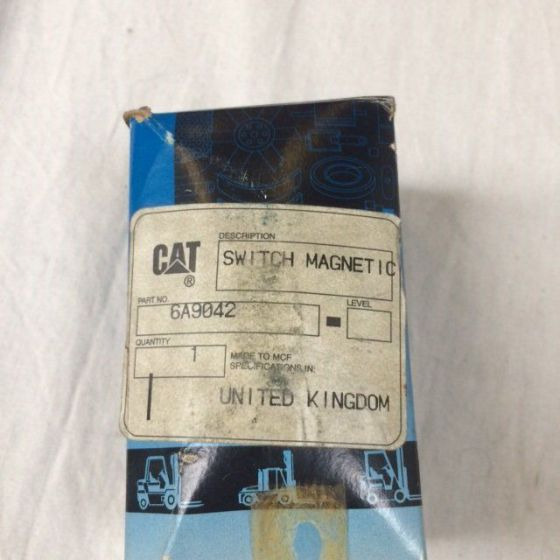 CAT
®
DESCRIPTION
SWITCH MAGNETIC
PART NO.
6A9042
-
LEVEL
QUANTITY
1
MADE TO MCF
SPECIFICATIONS IN:
UNITED KINGDOM